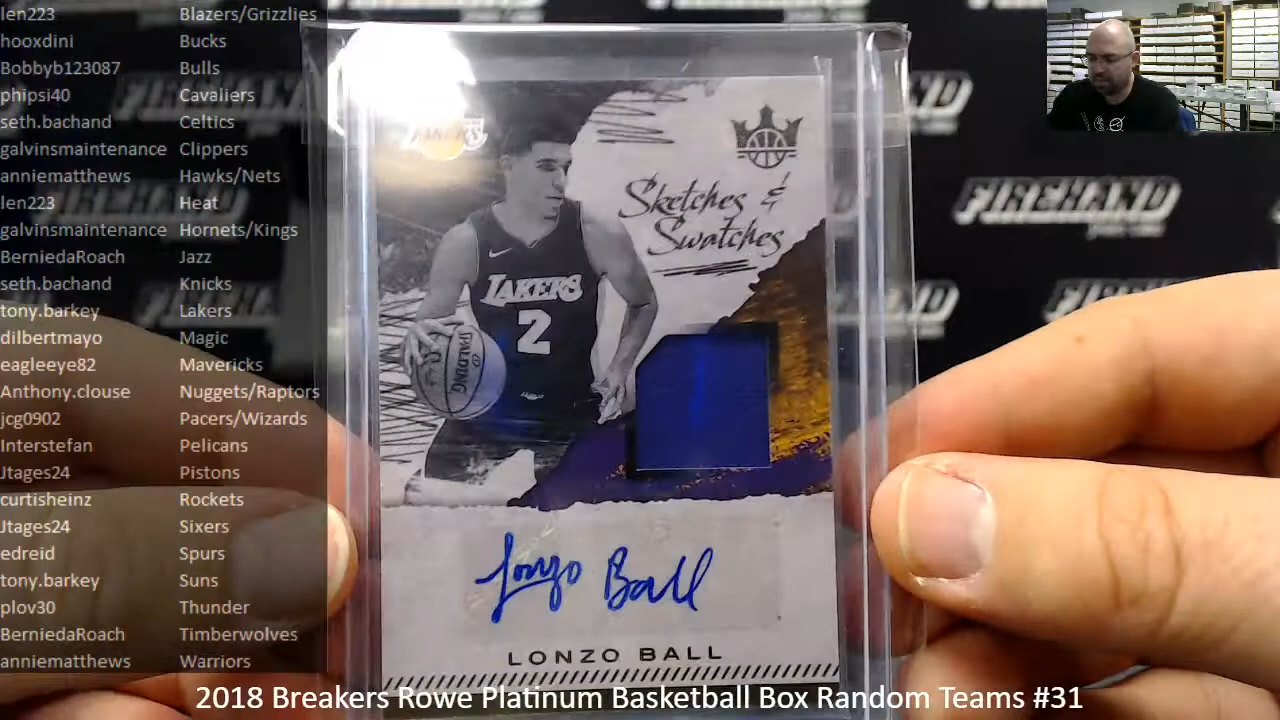 len223 Blazers/Grizzlies
hooxdini Bucks
Bobbyb123087 Bulls
phipsi40 Cavaliers
seth.bachand Celtics
galvinsmaintenance Clippers
anniematthews Hawks/Nets
len223 Heat
galvinsmaintenance Hornets/Kings
BerniedaRoach Jazz
seth.bachand Knicks
tony.barkey Lakers
dilbertmayo Magic
eagleeye82 Mavericks
Anthony.clouse Nuggets/Raptors
jcg0902 Pacers/Wizards
Interstefan Pelicans
Jtages24 Pistons
curtisheinz Rockets
Jtages24 Sixers
edreid Spurs
tony.barkey Suns
plov30 Thunder
BerniedaRoach Timberwolves
anniematthews Warriors
LAKERS
Sketches &
Swatches
LAKERS
2
SPALDING
Lonzo Ball
LONZO BALL
FIREHAND
2018 Breakers Rowe Platinum Basketball Box Random Teams #31